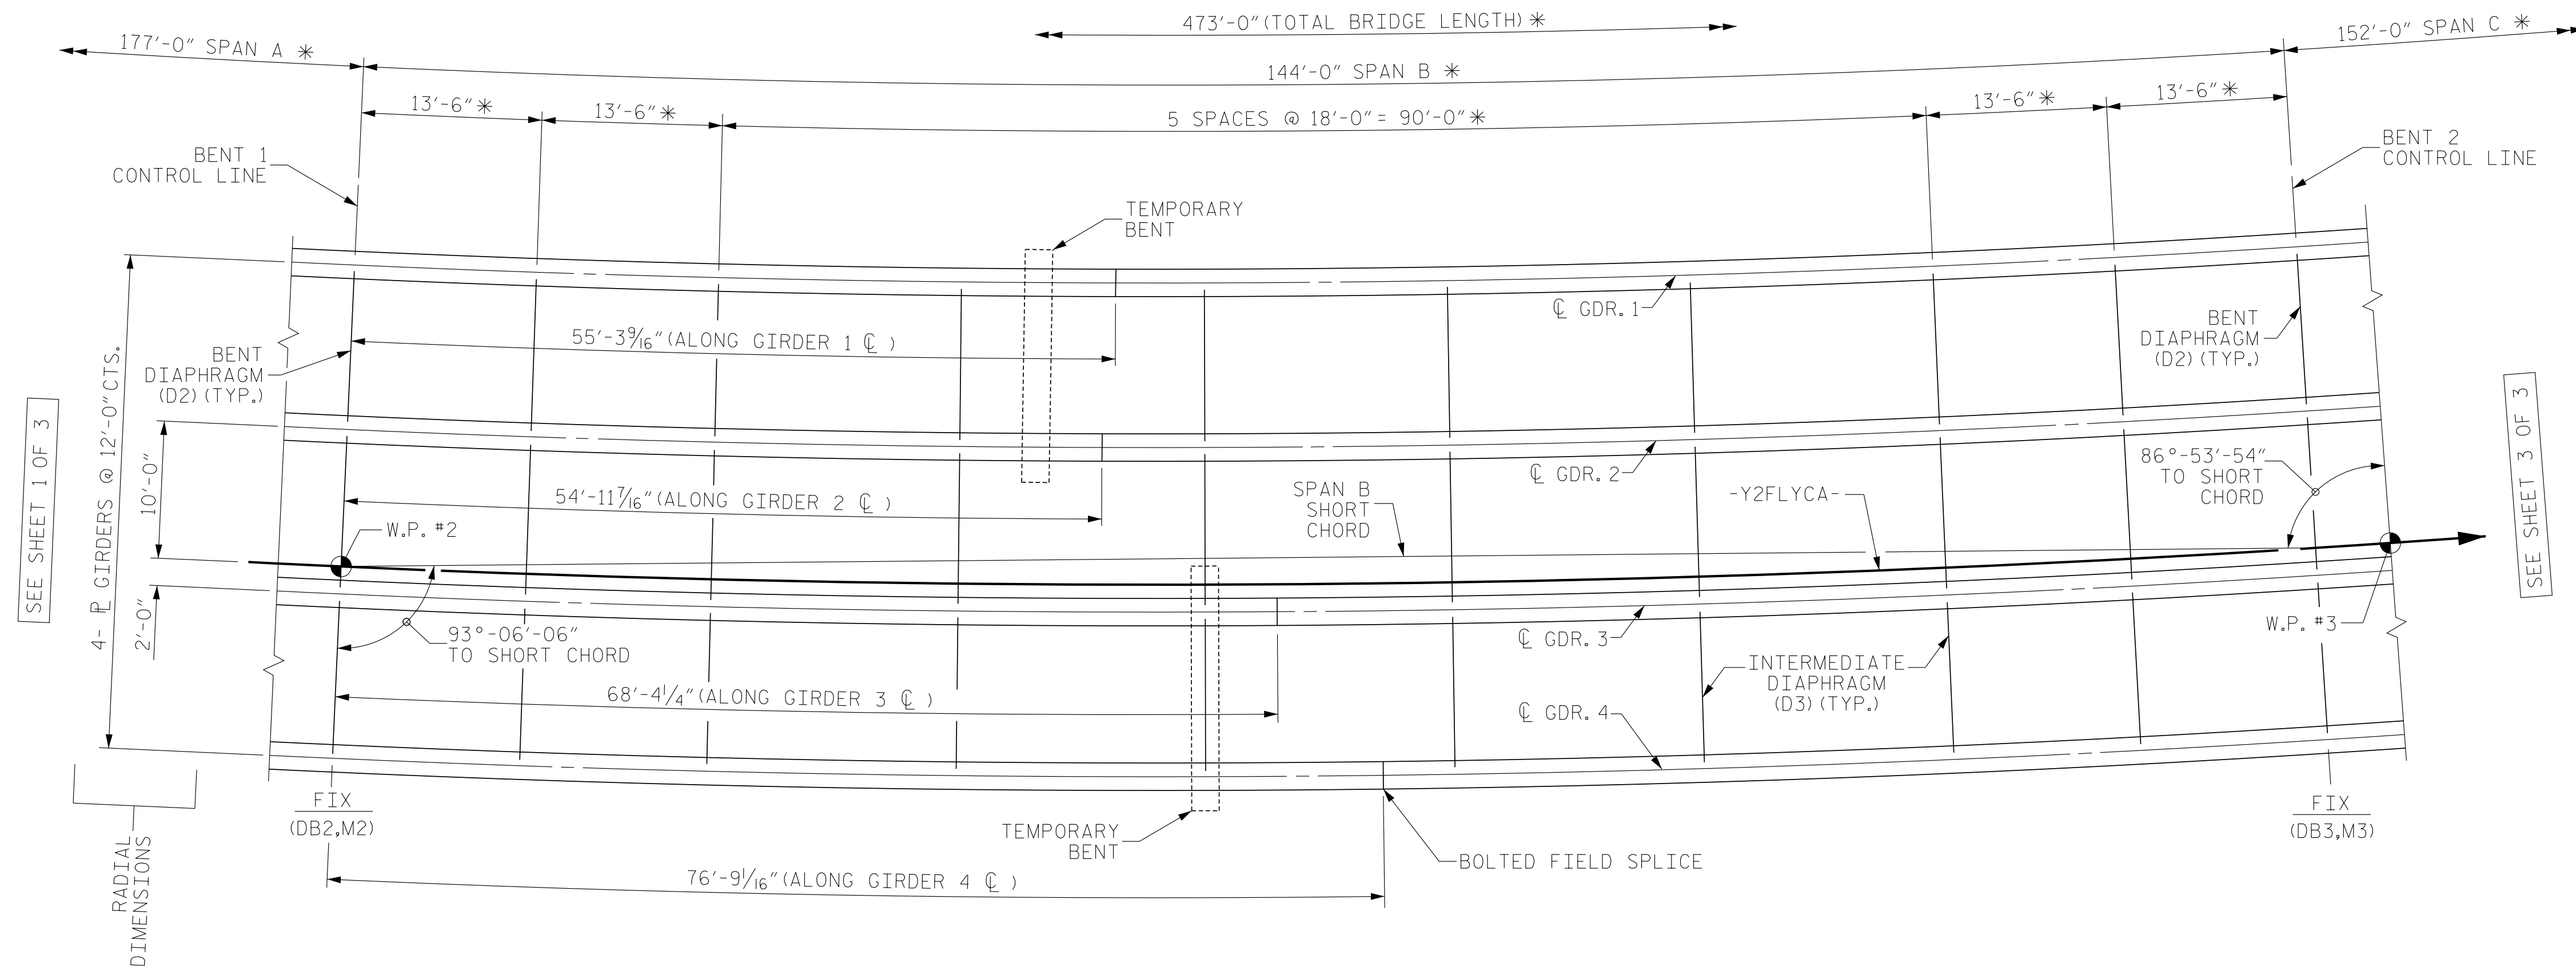 473'-0" (TOTAL BRIDGE LENGTH) *
177'-0" SPAN A *
144'-0" SPAN B *
152'-0" SPAN C *
13'-6" *
13'-6" *
5 SPACES @ 18'-0" = 90'-0" *
13'-6" *
13'-6" *
BENT 1
CONTROL LINE
BENT 2
CONTROL LINE
TEMPORARY
BENT
℄ GDR. 1
55'-3 9/16" (ALONG GIRDER 1 ℄ )
BENT
DIAPHRAGM
(D2) (TYP.)
BENT
DIAPHRAGM
(D2) (TYP.)
4- PL GIRDERS @ 12'-0" CTS.
SEE SHEET 1 OF 3
SEE SHEET 3 OF 3
10'-0"
2'-0"
54'-11 7/16" (ALONG GIRDER 2 ℄ )
℄ GDR. 2
SPAN B
SHORT
CHORD
-Y2FLYCA-
86°-53'-54"
TO SHORT
CHORD
W.P. #2
W.P. #3
93°-06'-06"
TO SHORT CHORD
℄ GDR. 3
INTERMEDIATE
DIAPHRAGM
(D3) (TYP.)
68'-4 1/4" (ALONG GIRDER 3 ℄ )
℄ GDR. 4
FIX
(DB2,M2)
FIX
(DB3,M3)
TEMPORARY
BENT
BOLTED FIELD SPLICE
76'-9 1/16" (ALONG GIRDER 4 ℄ )
RADIAL
DIMENSIONS